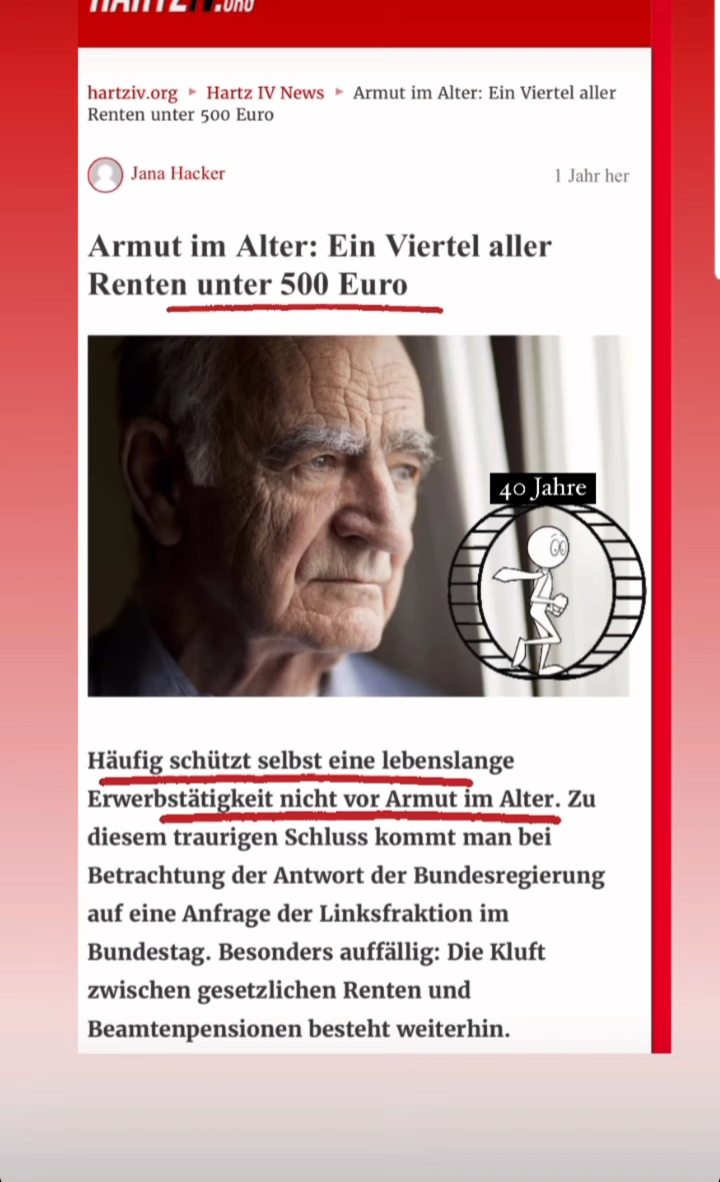 HARTZIV.ORG
hartziv.org ▸ Hartz IV News ▸ Armut im Alter: Ein Viertel aller
Renten unter 500 Euro
Jana Hacker
1 Jahr her
Armut im Alter: Ein Viertel aller
Renten unter 500 Euro
40 Jahre
Häufig schützt selbst eine lebenslange
Erwerbstätigkeit nicht vor Armut im Alter. Zu
diesem traurigen Schluss kommt man bei
Betrachtung der Antwort der Bundesregierung
auf eine Anfrage der Linksfraktion im
Bundestag. Besonders auffällig: Die Kluft
zwischen gesetzlichen Renten und
Beamtenpensionen besteht weiterhin.